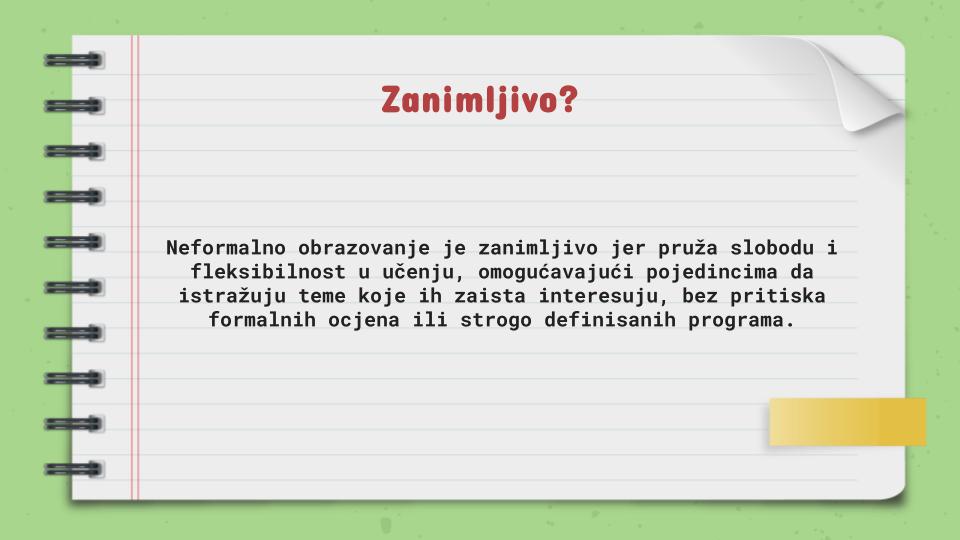 Zanimljivo?
Neformalno obrazovanje je zanimljivo jer pruža slobodu i
fleksibilnost u učenju, omogućavajući pojedincima da
istražuju teme koje ih zaista interesuju, bez pritiska
formalnih ocjena ili strogo definisanih programa.